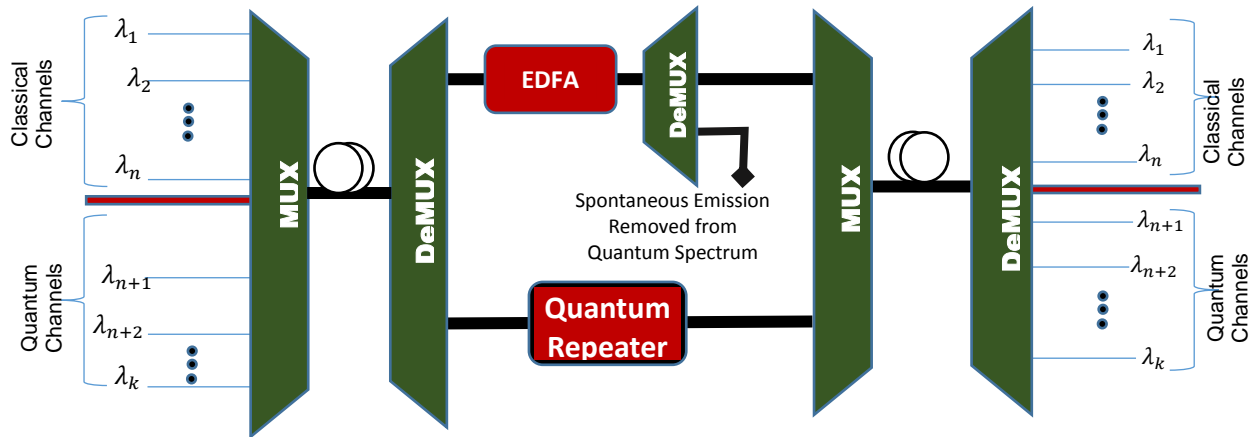 Classical
Channels
λ1
λ2
λn
Quantum
Channels
λn+1
λn+2
λk
MUX
DeMUX
EDFA
DeMUX
Spontaneous Emission
Removed from
Quantum Spectrum
Quantum
Repeater
MUX
DeMUX
λ1
λ2
λn
Classical
Channels
λn+1
λn+2
λk
Quantum
Channels